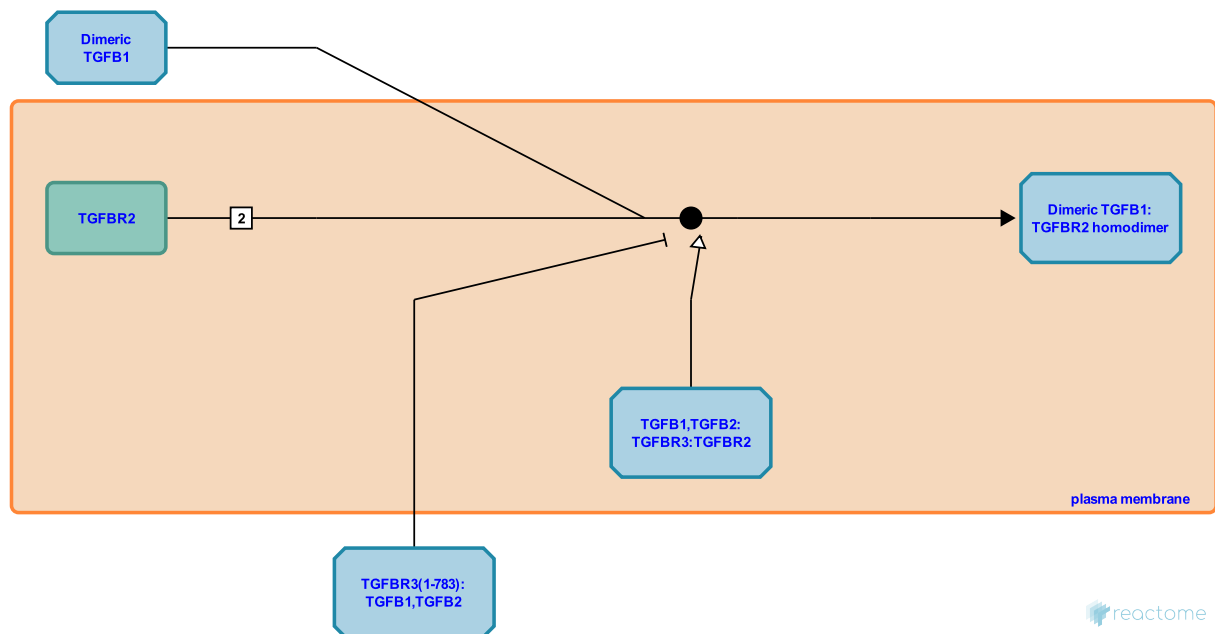 Dimeric
TGFB1
TGFBR2
2
Dimeric TGFB1:
TGFBR2 homodimer
TGFB1,TGFB2:
TGFBR3:TGFBR2
plasma membrane
TGFBR3(1-783):
TGFB1,TGFB2
reactome